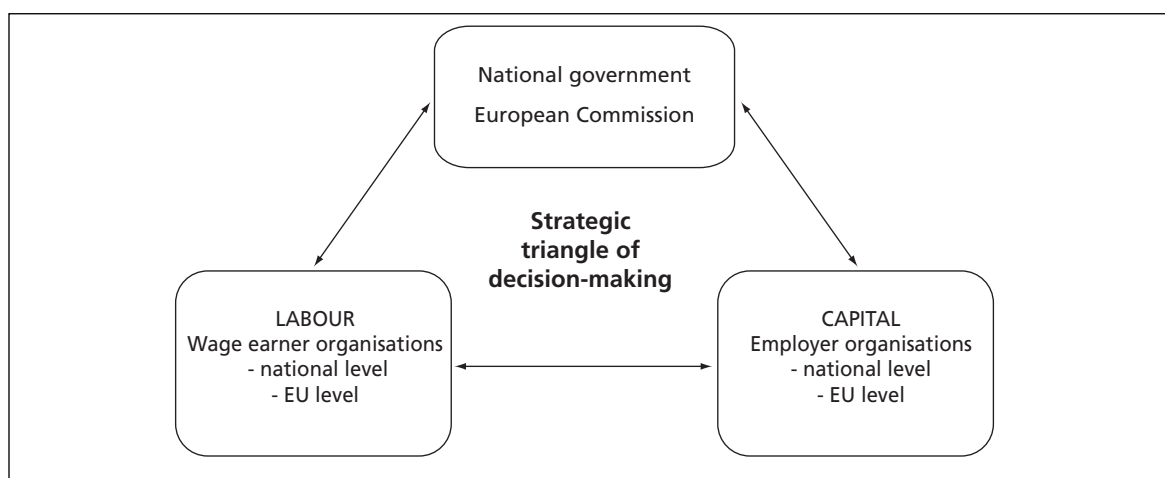 National government
European Commission
Strategic
triangle of
decision-making
LABOUR
Wage earner organisations
- national level
- EU level
CAPITAL
Employer organisations
- national level
- EU level